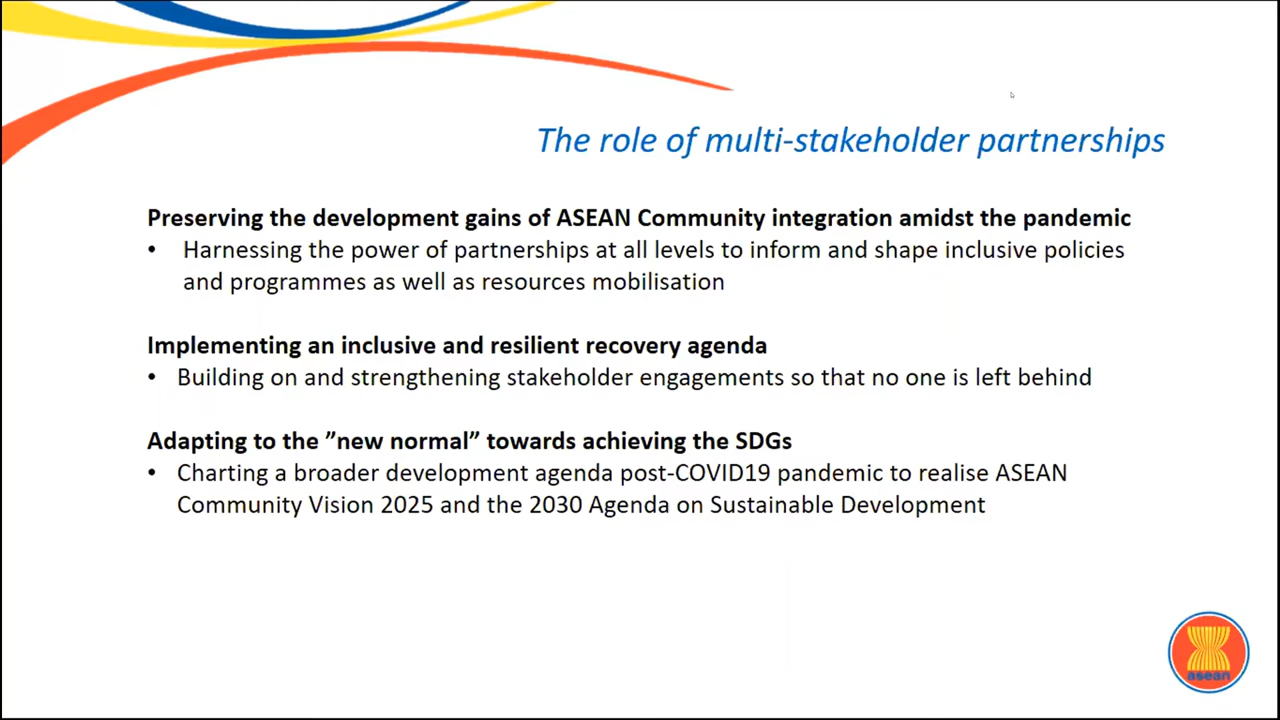 The role of multi-stakeholder partnerships
Preserving the development gains of ASEAN Community integration amidst the pandemic
• Harnessing the power of partnerships at all levels to inform and shape inclusive policies
and programmes as well as resources mobilisation
Implementing an inclusive and resilient recovery agenda
• Building on and strengthening stakeholder engagements so that no one is left behind
Adapting to the ”new normal” towards achieving the SDGs
• Charting a broader development agenda post-COVID19 pandemic to realise ASEAN
Community Vision 2025 and the 2030 Agenda on Sustainable Development
asean